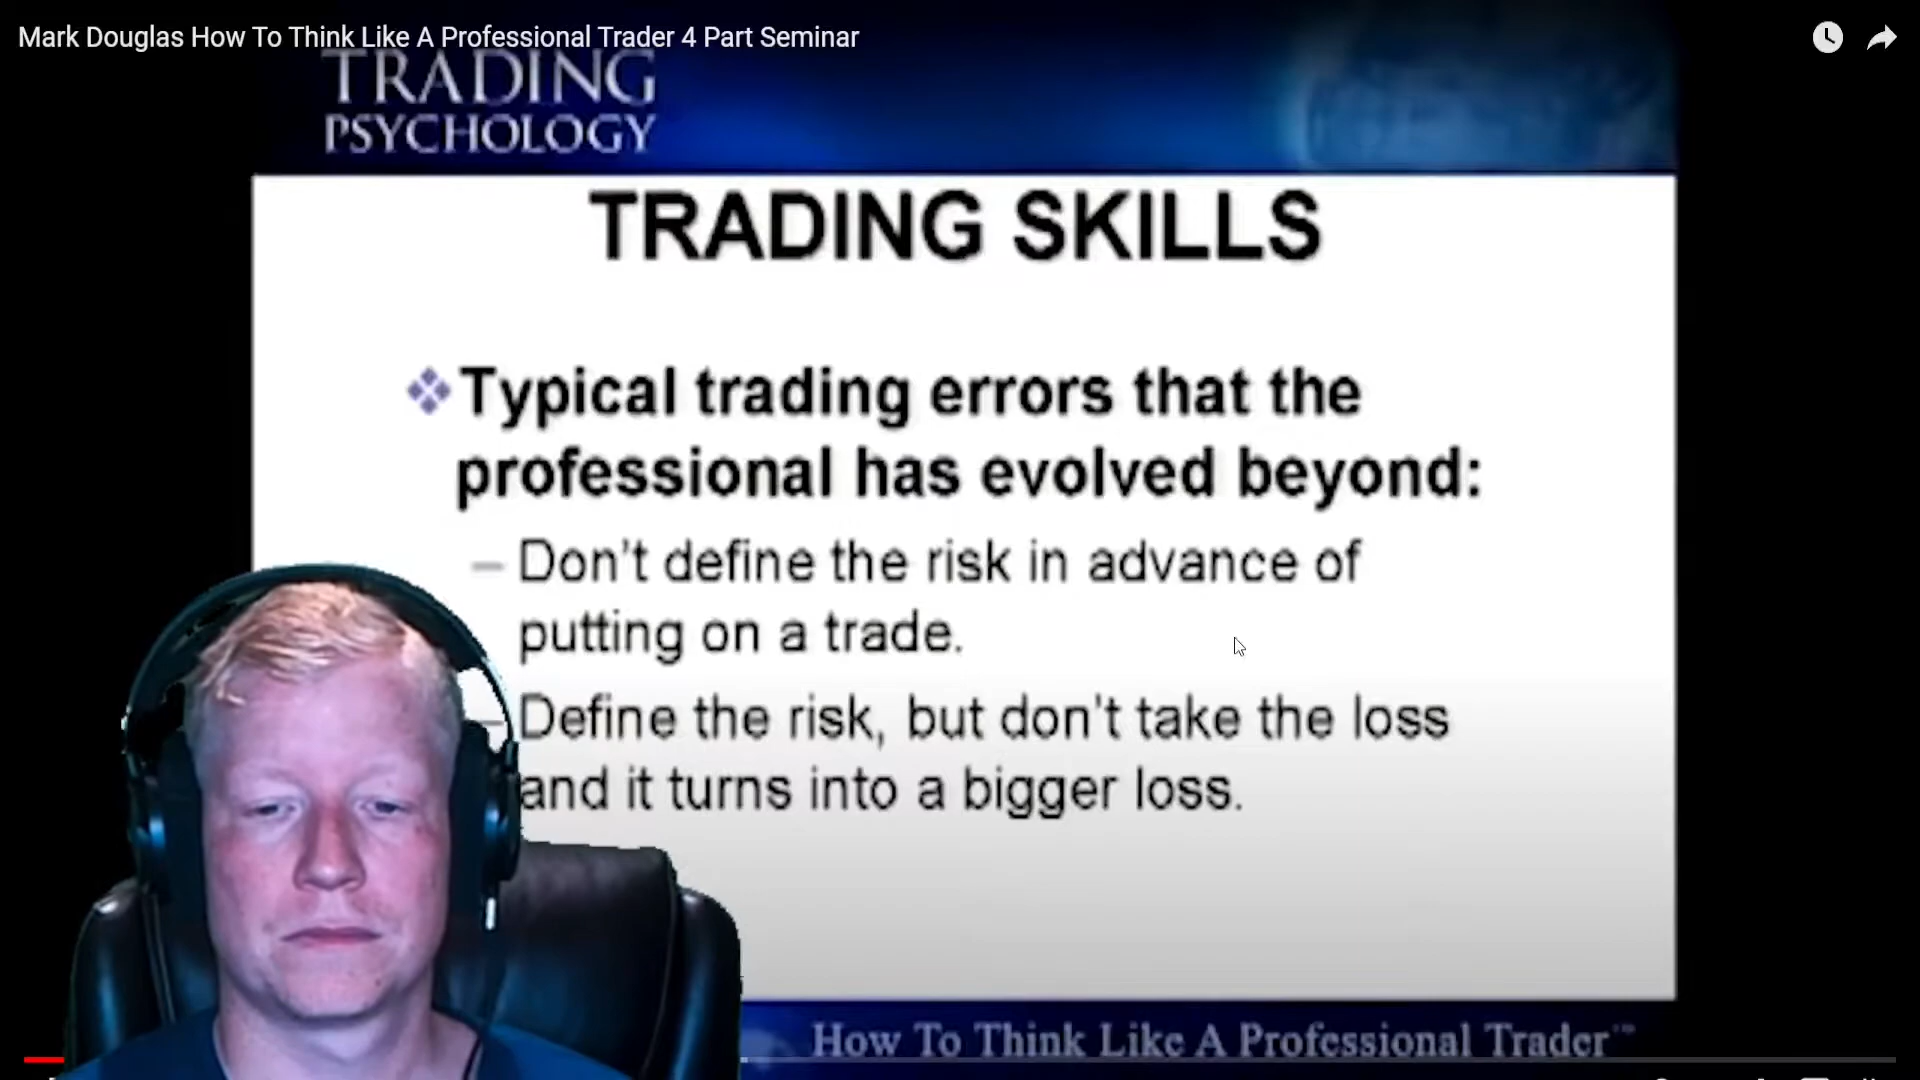 Mark Douglas How To Think Like A Professional Trader 4 Part Seminar
TRADING
PSYCHOLOGY
TRADING SKILLS
Typical trading errors that the
professional has evolved beyond:
– Don't define the risk in advance of
putting on a trade.
– Define the risk, but don't take the loss
and it turns into a bigger loss.
How To Think Like A Professional Trader™